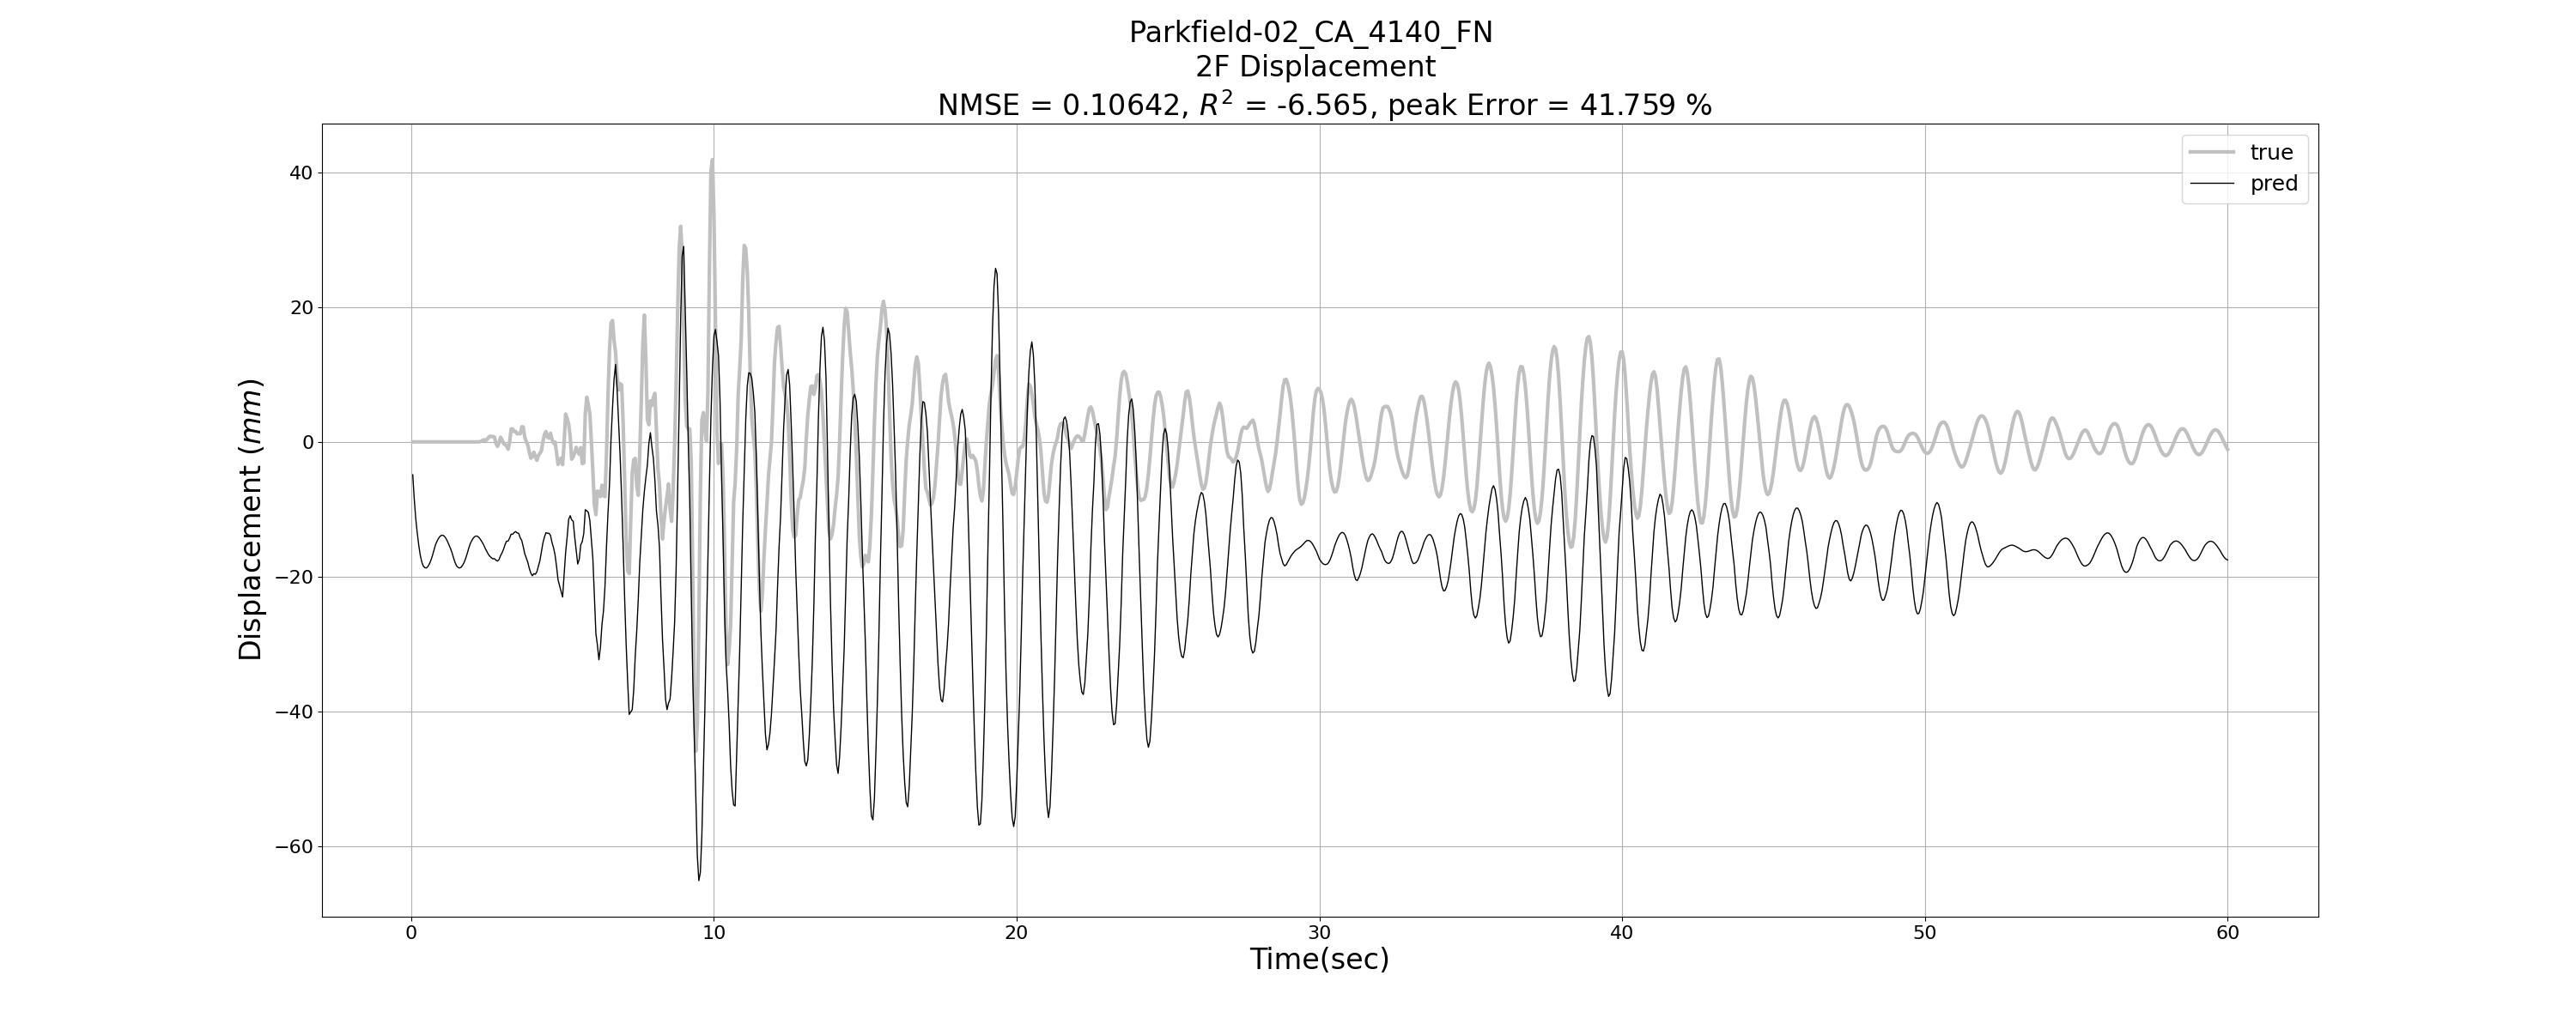 Parkfield-02_CA_4140_FN
2F Displacement
NMSE = 0.10642, R² = -6.565, peak Error = 41.759 %
true
pred
Displacement (mm)
40
20
0
−20
−40
−60
0 10 20 30 40 50 60
Time(sec)